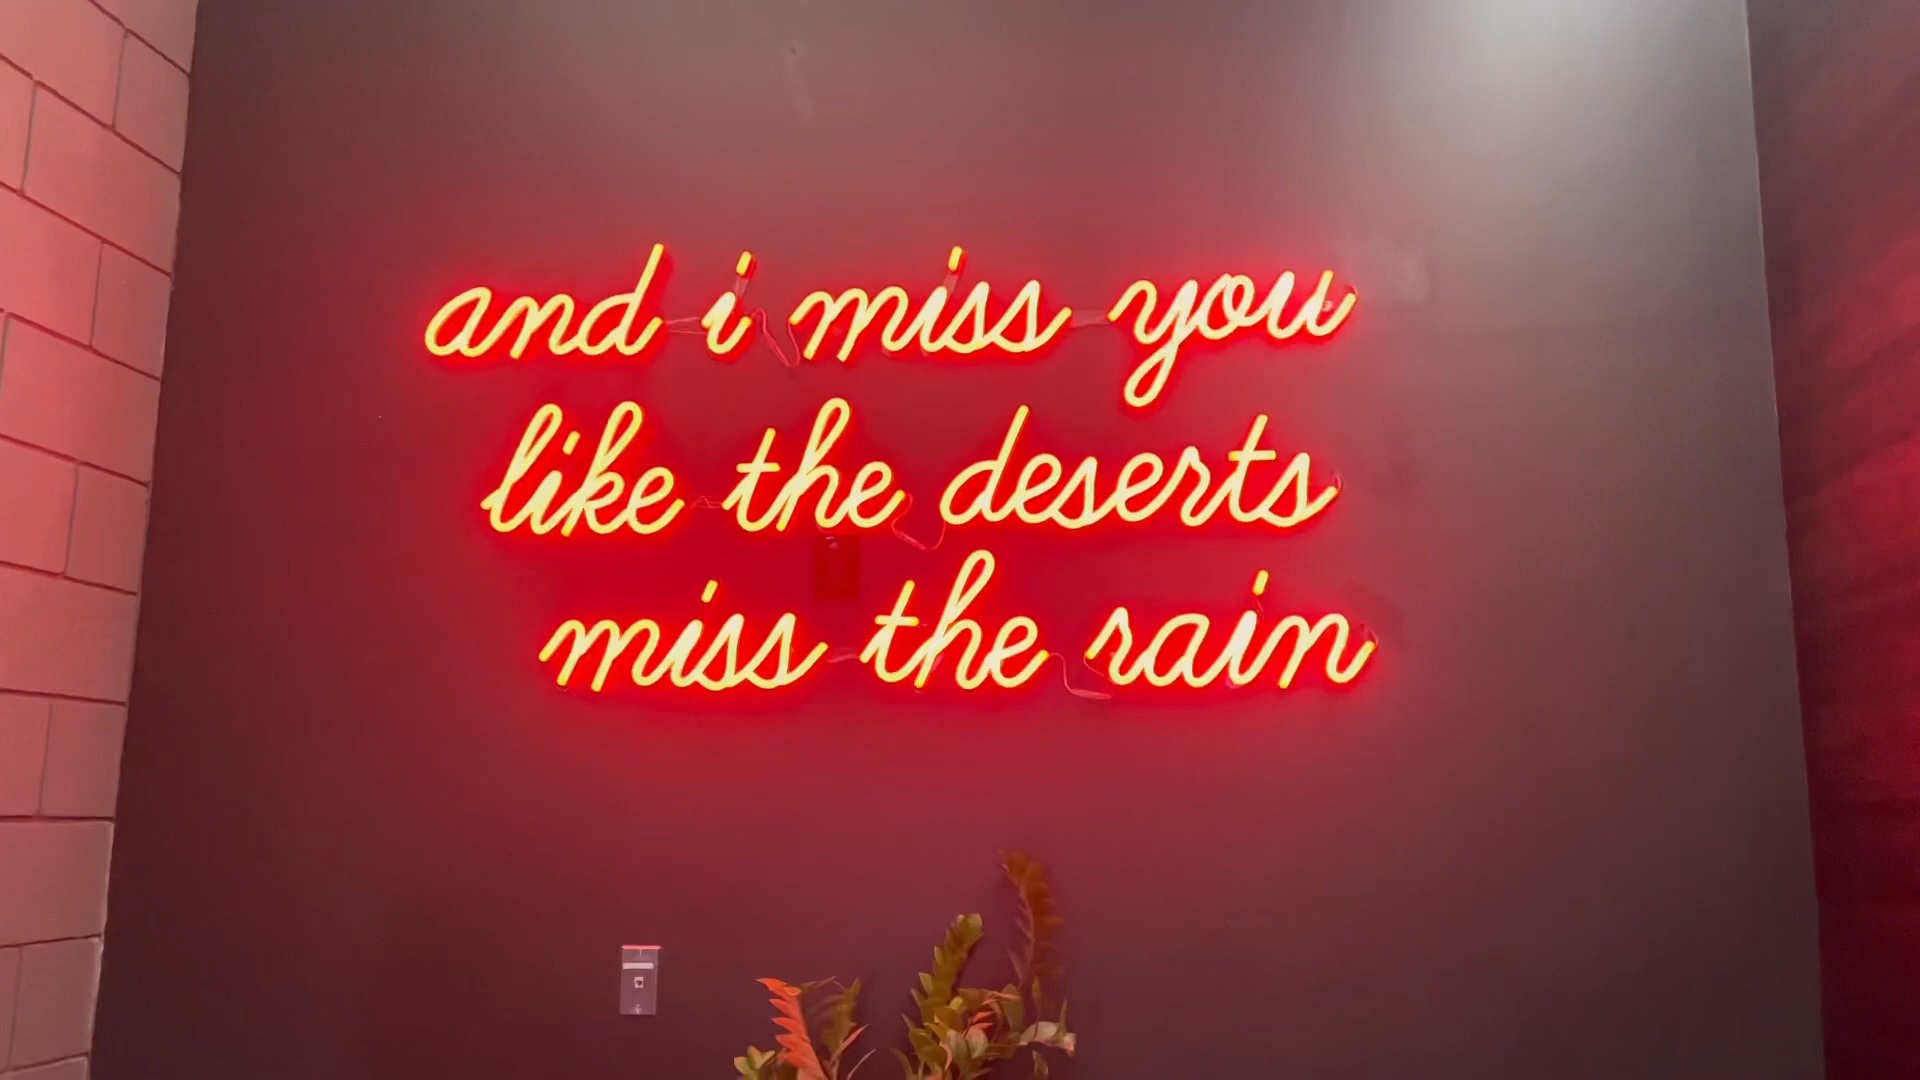 and i miss you
like the deserts
miss the rain